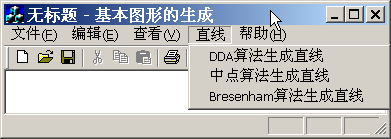 无标题 - 基本图形的生成
文件(F) 编辑(E) 查看(V) 直线 帮助(H)
DDA算法生成直线
中点算法生成直线
Bresenham算法生成直线